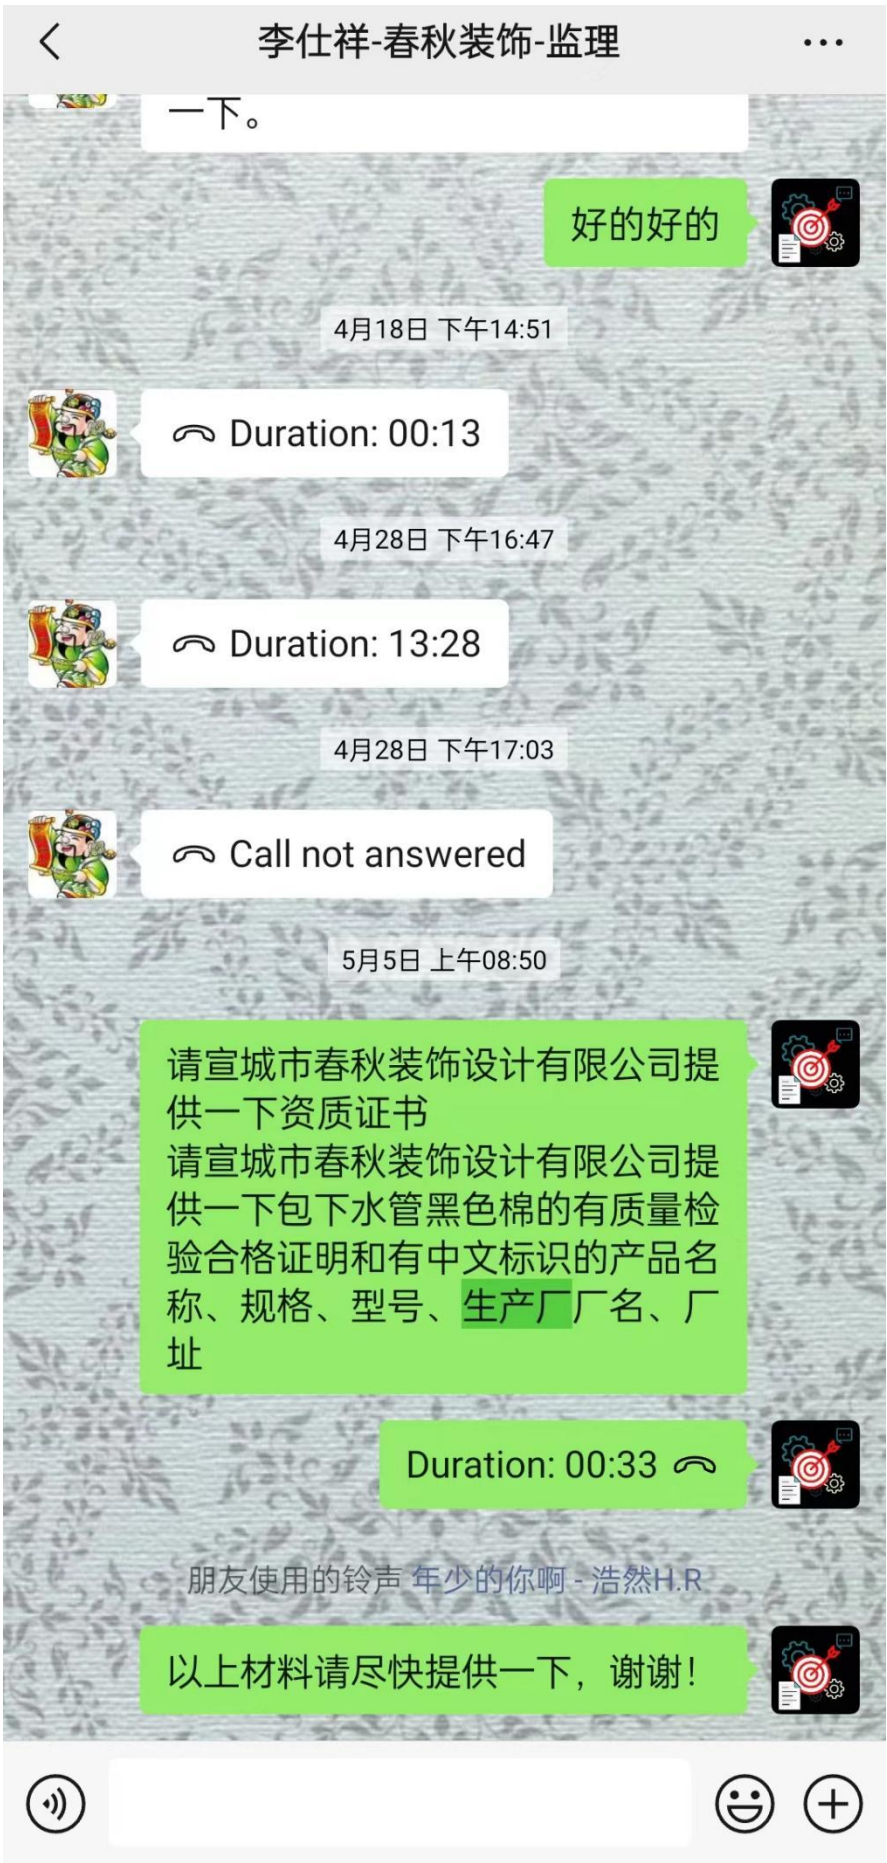 李仕祥-春秋装饰-监理
一下。
好的好的
4月18日 下午14:51
Duration: 00:13
4月28日 下午16:47
Duration: 13:28
4月28日 下午17:03
Call not answered
5月5日 上午08:50
请宣城市春秋装饰设计有限公司提
供一下资质证书
请宣城市春秋装饰设计有限公司提
供一下包下水管黑色棉的有质量检
验合格证明和有中文标识的产品名
称、规格、型号、生产厂厂名、厂
址
Duration: 00:33
朋友使用的铃声 年少的你啊 - 浩然H.R
以上材料请尽快提供一下，谢谢！